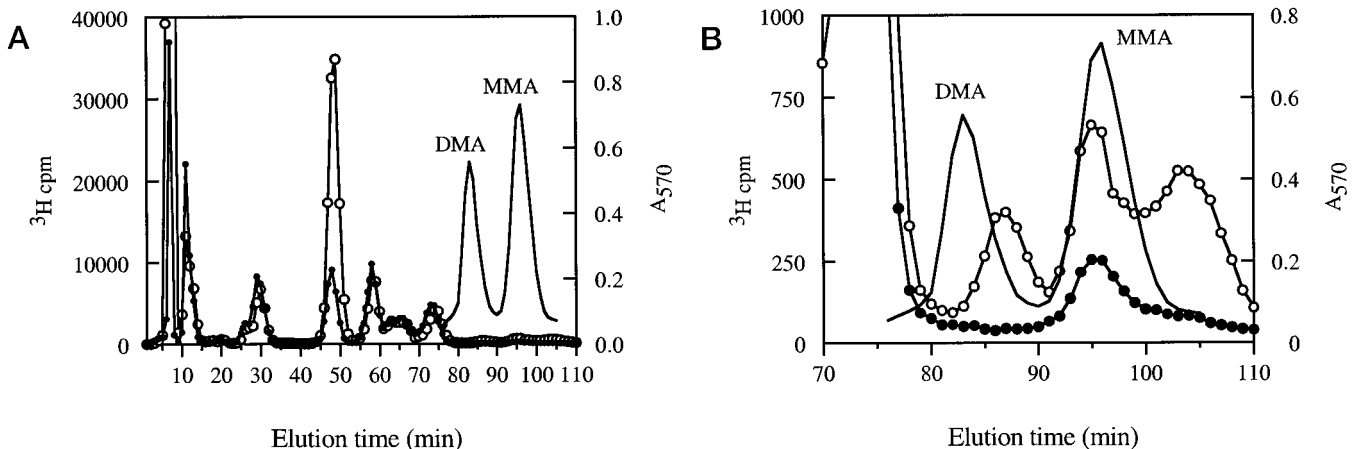 A
40000
30000
20000
10000
0
³H cpm
1.0
0.8
0.6
0.4
0.2
0.0
A570
DMA
MMA
10 20 30 40 50 60 70 80 90 100 110
Elution time (min)
B
1000
750
500
250
0
³H cpm
0.8
0.6
0.4
0.2
0
A570
DMA
MMA
70 80 90 100 110
Elution time (min)